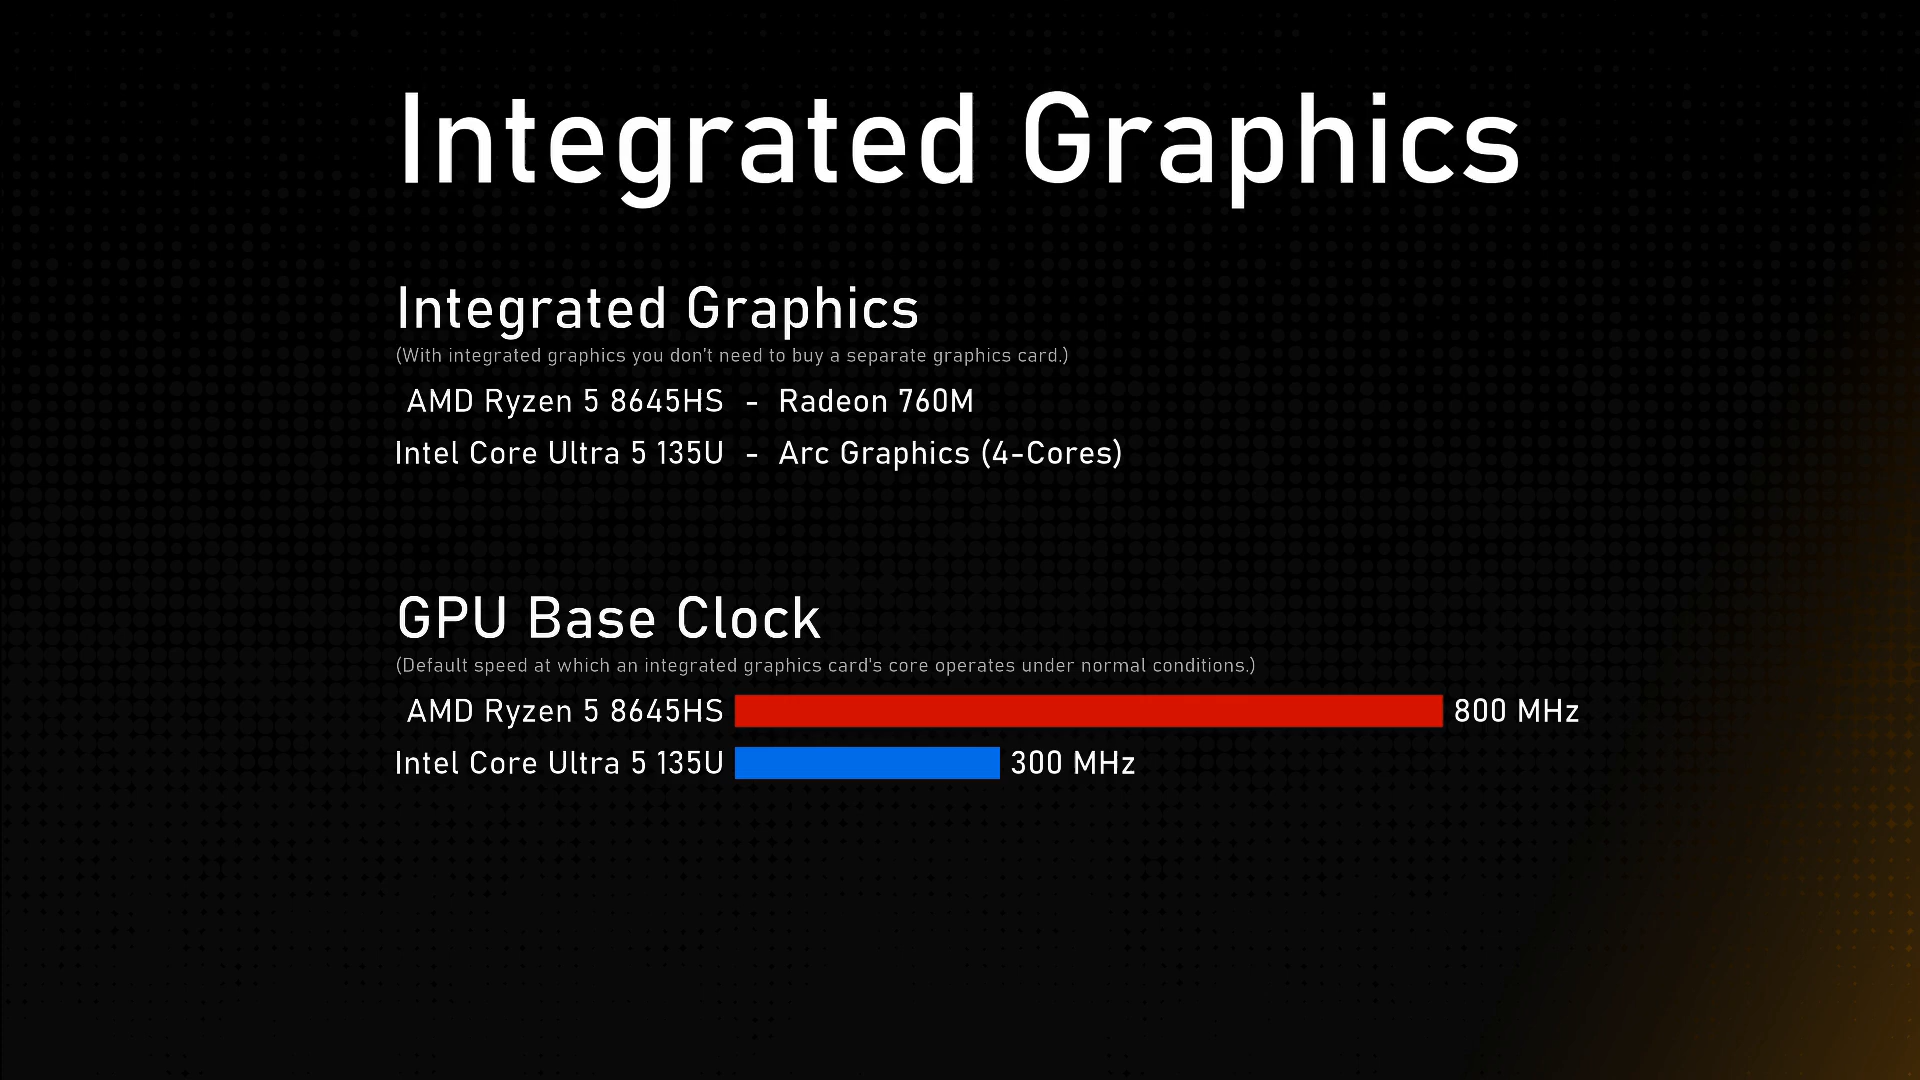 Integrated Graphics
Integrated Graphics
(With integrated graphics you don't need to buy a separate graphics card.)
AMD Ryzen 5 8645HS - Radeon 760M
Intel Core Ultra 5 135U - Arc Graphics (4-Cores)
GPU Base Clock
(Default speed at which an integrated graphics card's core operates under normal conditions.)
AMD Ryzen 5 8645HS 800 MHz
Intel Core Ultra 5 135U 300 MHz